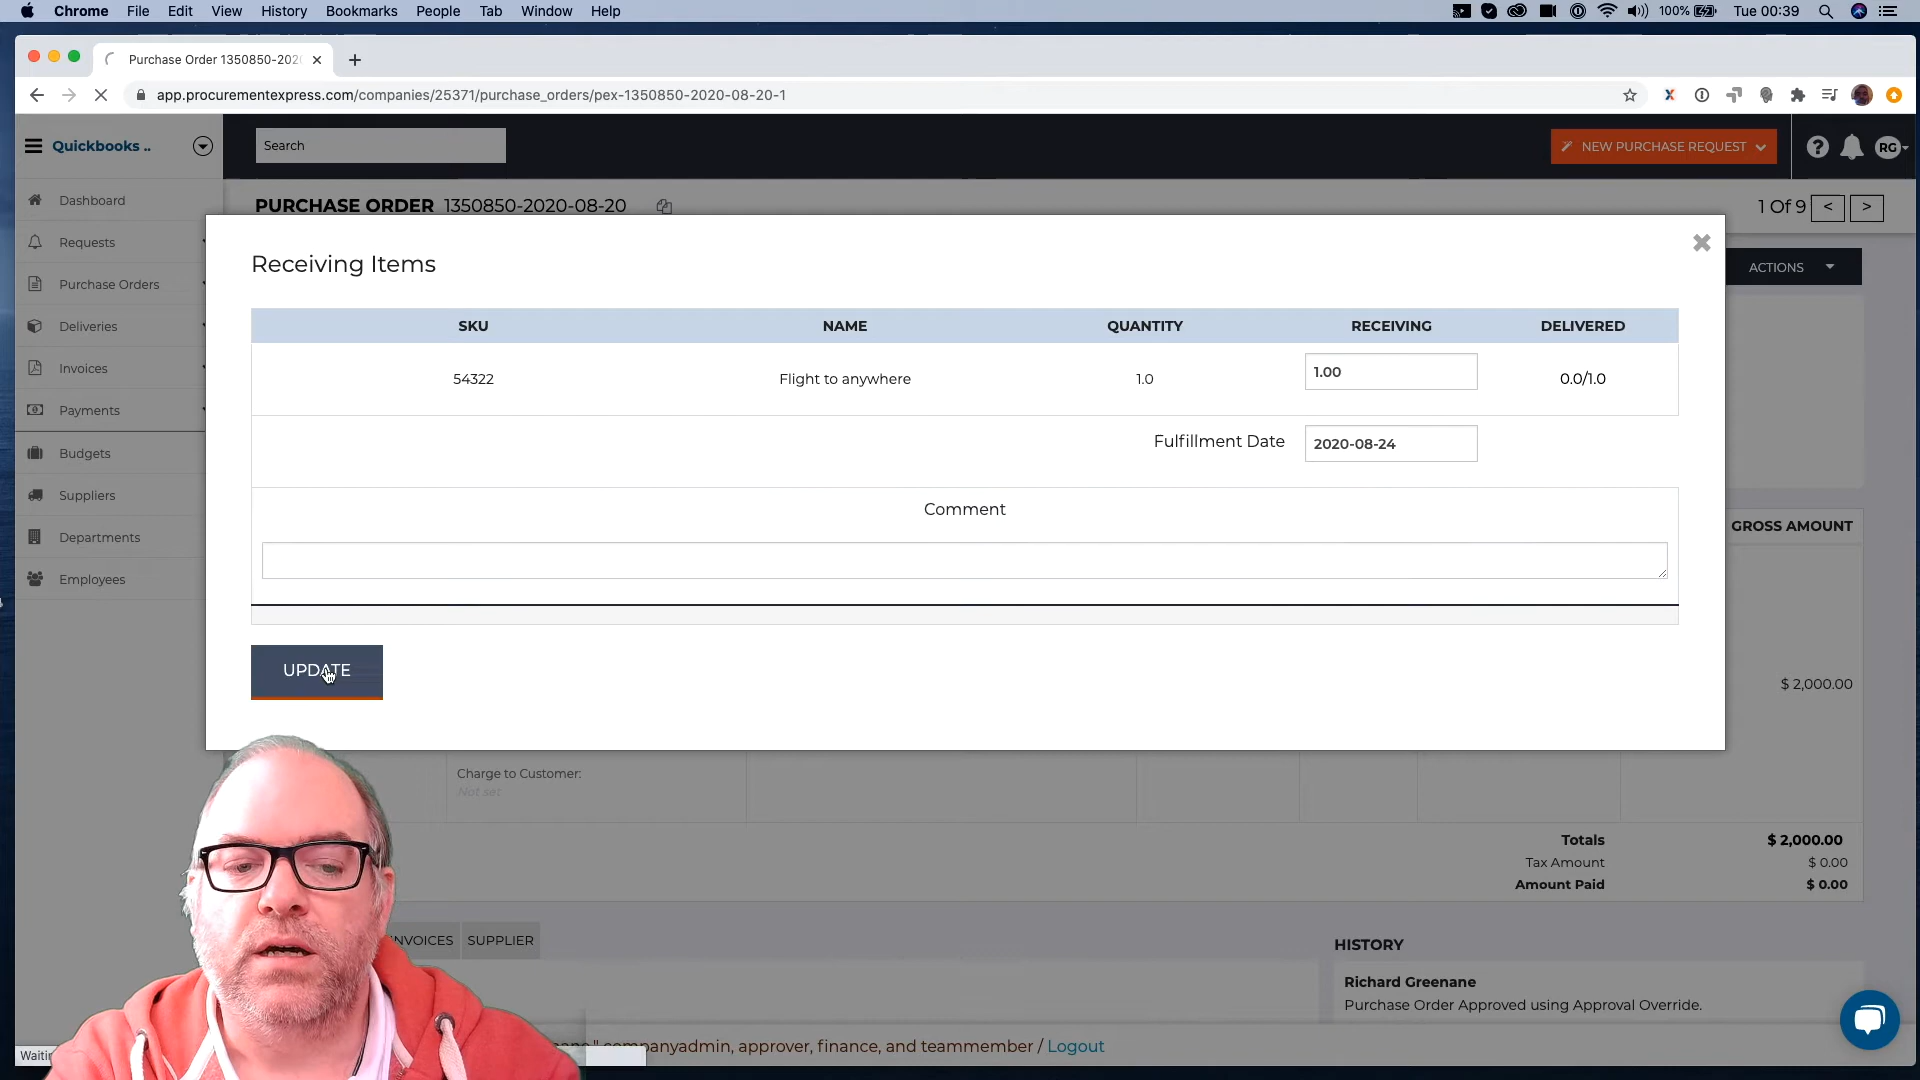 Chrome File Edit View History Bookmarks People Tab Window Help 100% Tue 00:39
Purchase Order 1350850-202
app.procurementexpress.com/companies/25371/purchase_orders/pex-1350850-2020-08-20-1
Quickbooks .. Search NEW PURCHASE REQUEST RG
Dashboard
Requests
Purchase Orders
Deliveries
Invoices
Payments
Budgets
Suppliers
Departments
Employees
PURCHASE ORDER 1350850-2020-08-20 1 Of 9 < >
ACTIONS
Receiving Items
SKU NAME QUANTITY RECEIVING DELIVERED
54322 Flight to anywhere 1.0 1.00 0.0/1.0
Fulfillment Date 2020-08-24
Comment
UPDATE
GROSS AMOUNT
$ 2,000.00
Charge to Customer:
Not set
Totals $ 2,000.00
Tax Amount $ 0.00
Amount Paid $ 0.00
NVOICES SUPPLIER
HISTORY
Richard Greenane
Purchase Order Approved using Approval Override.
companyadmin, approver, finance, and teammember / Logout
Waitin